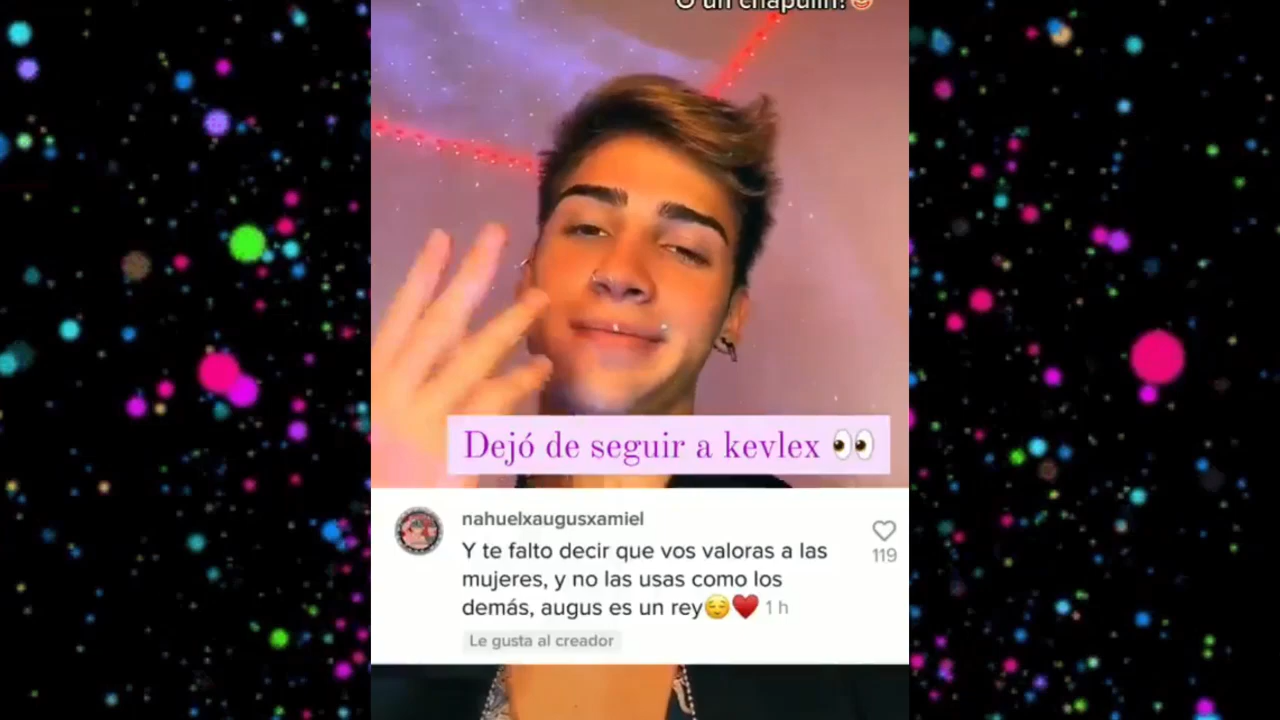 O un chapulin?
Dejó de seguir a kevlex 👀
nahuelxaugusxamiel
Y te falto decir que vos valoras a las
mujeres, y no las usas como los
demás, augus es un rey😌♥️ 1 h
119
Le gusta al creador